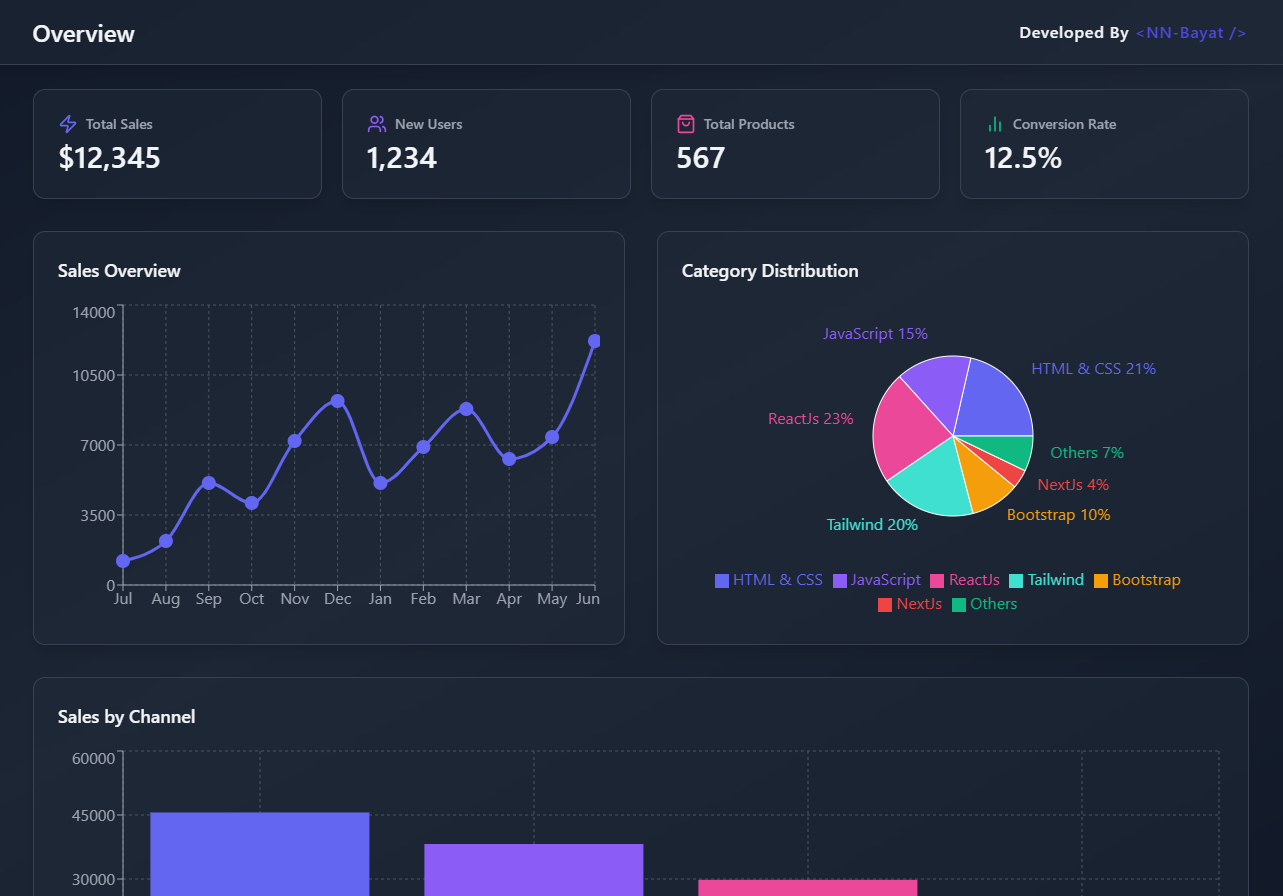 Overview
Developed By <NN-Bayat />
Total Sales
$12,345
New Users
1,234
Total Products
567
Conversion Rate
12.5%
Sales Overview
14000
10500
7000
3500
0
Jul Aug Sep Oct Nov Dec Jan Feb Mar Apr May Jun
Category Distribution
JavaScript 15%
HTML & CSS 21%
ReactJs 23%
Others 7%
NextJs 4%
Bootstrap 10%
Tailwind 20%
HTML & CSS JavaScript ReactJs Tailwind Bootstrap
NextJs Others
Sales by Channel
60000
45000
30000